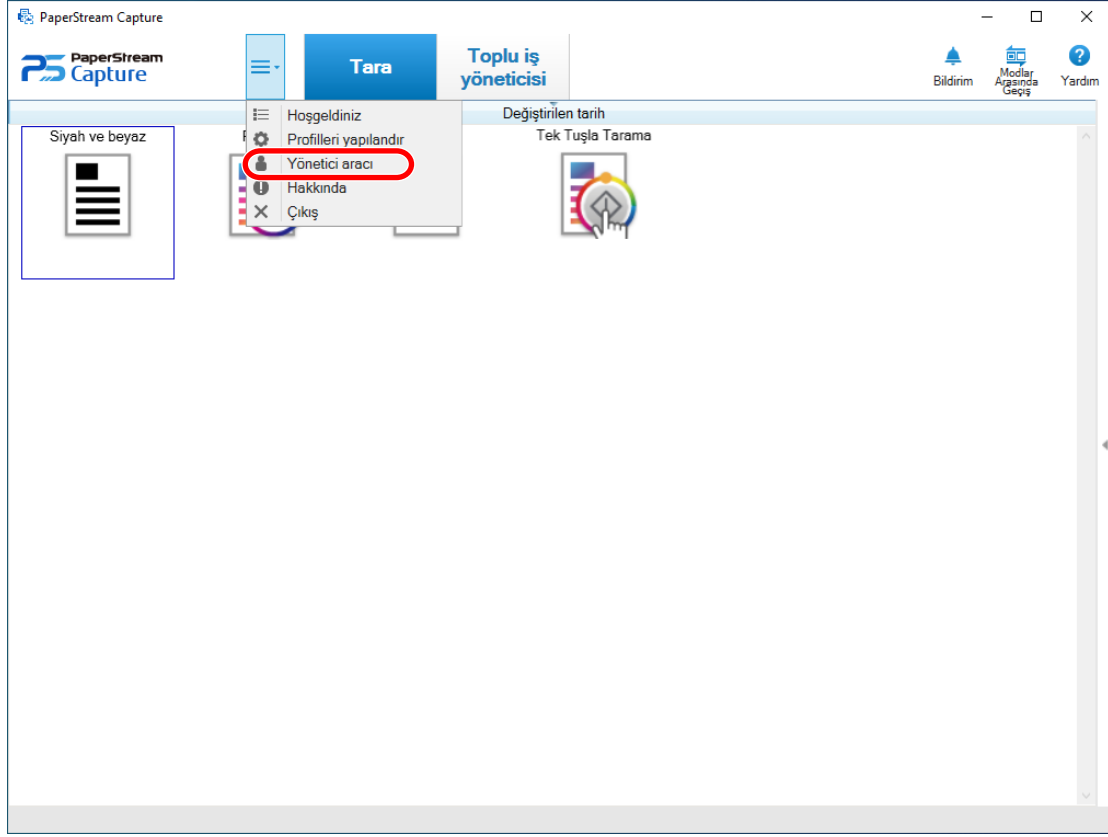 PaperStream Capture
PaperStream
Capture
Tara
Toplu iş
yöneticisi
Bildirim
Modlar
Arasında
Geçiş
Yardım
Değiştirilen tarih
Siyah ve beyaz
Tek Tuşla Tarama
Hoşgeldiniz
Profilleri yapılandır
Yönetici aracı
Hakkında
Çıkış